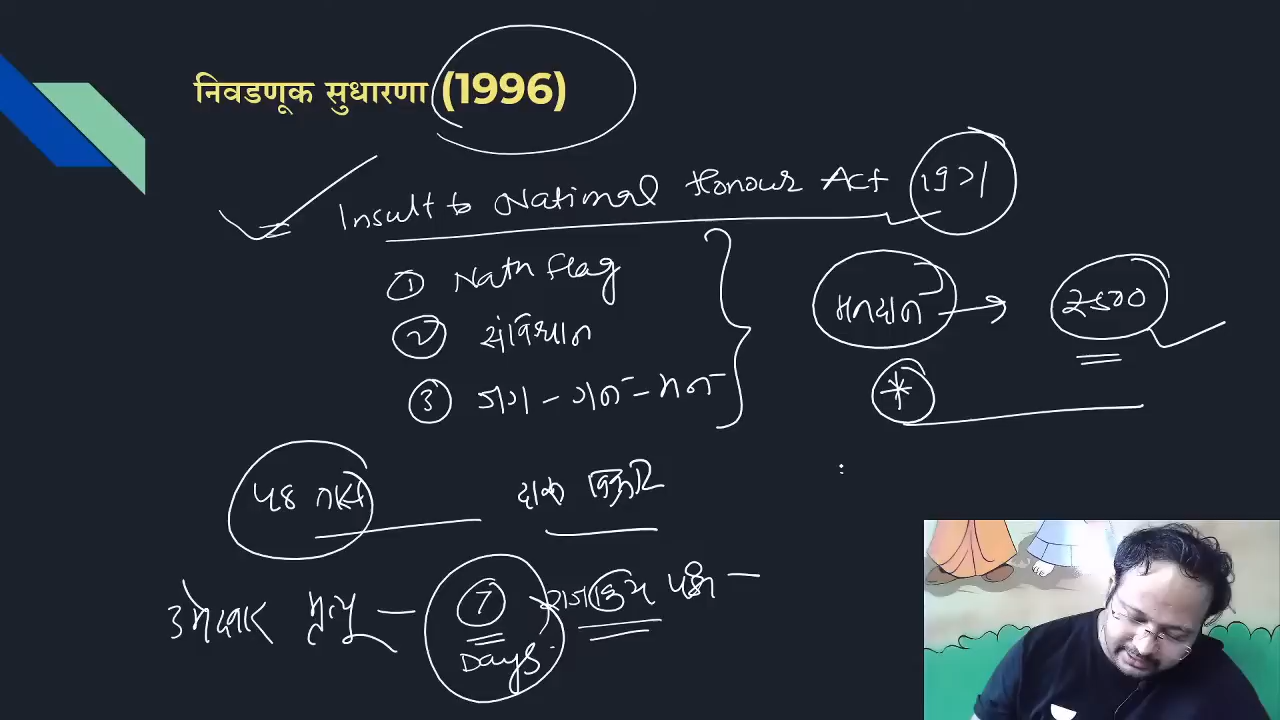 निवडणूक सुधारणा (1996)
Insult to National Honour Act 1971
① Natn flag
② संविधान
③ जन - गन - मन
मतदान → 2500
*
48 तास
दारू विक्री
उमेदवार मृत्यू — 7 Days राजकिय पक्ष —